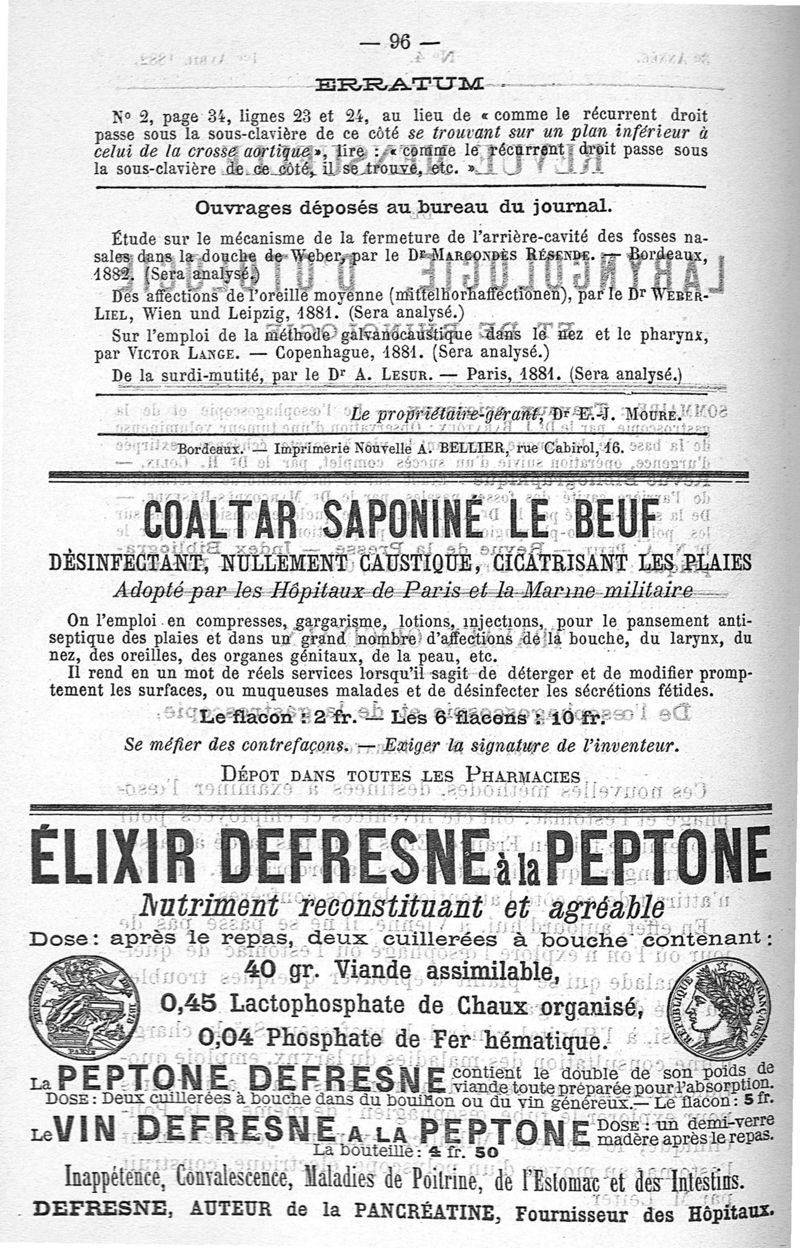 — 96 —
ERRATUM
N° 2, page 34, lignes 23 et 24, au lieu de « comme le récurrent droit
passe sous la sous-clavière de ce côté se trouvant sur un plan inférieur à
celui de la crosse aortique », lire : « comme le récurrent droit passe sous
la sous-clavière de ce côté, il se trouve, etc. »
Ouvrages déposés au bureau du journal.
Étude sur le mécanisme de la fermeture de l'arrière-cavité des fosses na-
sales dans la douche de Weber, par le Dr MARCONDÈS RÉSENDE. — Bordeaux,
1882. (Sera analysé.)
Des affections de l'oreille moyenne (mittelhorhaffectionen), par le Dr WEBER-
LIEL, Wien und Leipzig, 1881. (Sera analysé.)
Sur l'emploi de la méthode galvanocaustique dans le nez et le pharynx,
par VICTOR LANGE. — Copenhague, 1881. (Sera analysé.)
De la surdi-mutité, par le Dr A. LESUR. — Paris, 1881. (Sera analysé.)
Le propriétaire-gérant, Dr E.-J. MOURE.
Bordeaux. — Imprimerie Nouvelle A. BELLIER, rue Cabirol, 16.
COALTAR SAPONINÉ LE BEUF
DÉSINFECTANT, NULLEMENT CAUSTIQUE, CICATRISANT LES PLAIES
Adopté par les Hôpitaux de Paris et la Marine militaire
On l'emploi en compresses, gargarisme, lotions, injections, pour le pansement anti-
septique des plaies et dans un grand nombre d'affections de la bouche, du larynx, du
nez, des oreilles, des organes génitaux, de la peau, etc.
Il rend en un mot de réels services lorsqu'il sagit de déterger et de modifier promp-
tement les surfaces, ou muqueuses malades et de désinfecter les sécrétions fétides.
Le flacon : 2 fr. — Les 6 flacons : 10 fr.
Se méfier des contrefaçons. — Exiger la signature de l'inventeur.
DÉPOT DANS TOUTES LES PHARMACIES
ÉLIXIR DEFRESNE à la PEPTONE
Nutriment reconstituant et agréable
Dose : après le repas, deux cuillerées à bouche contenant :
40 gr. Viande assimilable,
0,45 Lactophosphate de Chaux organisé,
0,04 Phosphate de Fer hématique.
PARIS
RÉPUBLIQUE FRANÇAISE
La PEPTONE DEFRESNE contient le double de son poids de
viande toute préparée pour l'absorption.
DOSE : Deux cuillerées à bouche dans du bouillon ou du vin généreux. — Le flacon : 5 fr.
Le VIN DEFRESNE A LA PEPTONE DOSE : un demi-verre
madère après le repas.
La bouteille : 4 fr. 50
Inappétence, Convalescence, Maladies de Poitrine, de l'Estomac et des Intestins.
DEFRESNE, AUTEUR de la PANCRÉATINE, Fournisseur des Hôpitaux.